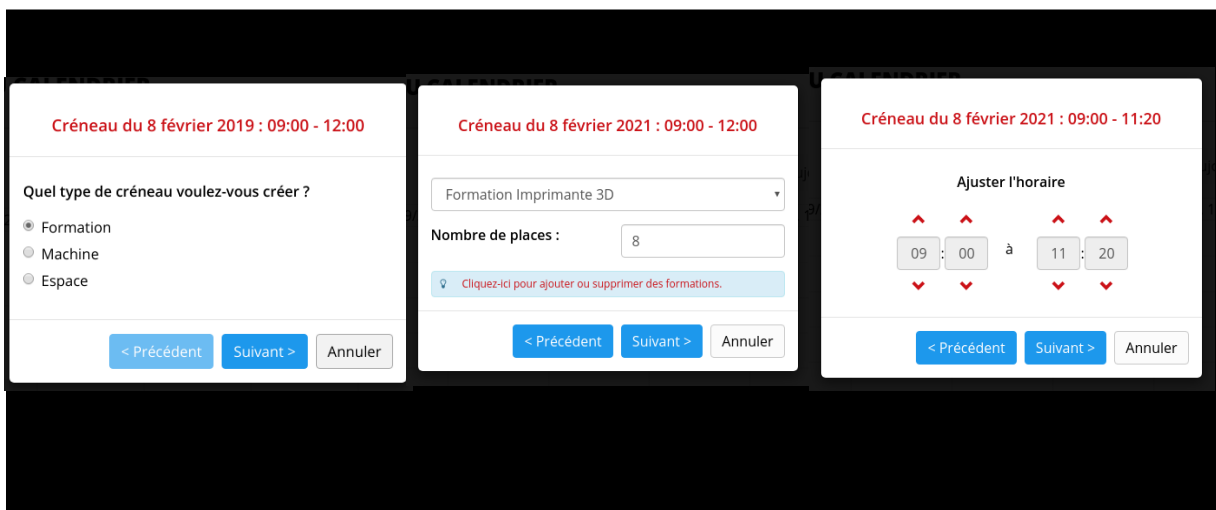 U CALENDRIER
U CALENDRIER
Créneau du 8 février 2019 : 09:00 - 12:00
Quel type de créneau voulez-vous créer ?
Formation
Machine
Espace
< Précédent
Suivant >
Annuler
Créneau du 8 février 2021 : 09:00 - 12:00
Formation Imprimante 3D
Nombre de places :
8
Cliquez-ici pour ajouter ou supprimer des formations.
< Précédent
Suivant >
Annuler
Créneau du 8 février 2021 : 09:00 - 11:20
Ajuster l'horaire
09 : 00 à 11 : 20
< Précédent
Suivant >
Annuler